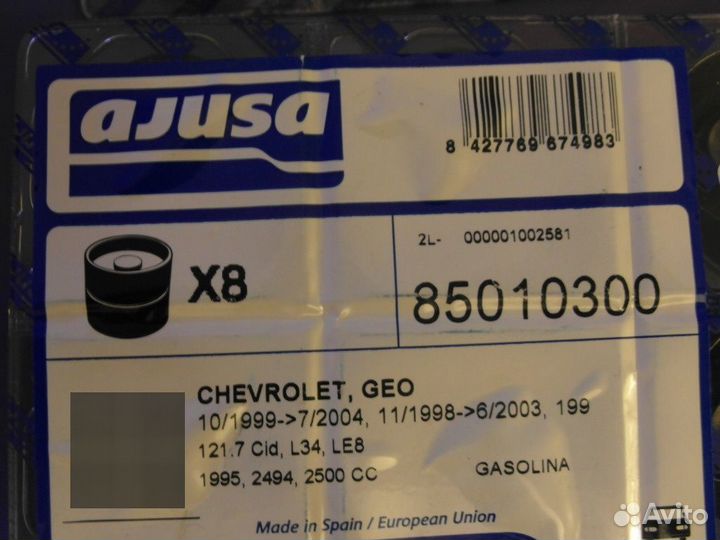 ajusa
8 427769 674983
X8
2L- 000001002581
85010300
CHEVROLET, GEO
10/1999->7/2004, 11/1998->6/2003, 199
121.7 Cid, L34, LE8
1995, 2494, 2500 CC GASOLINA
Made in Spain / European Union
Avito